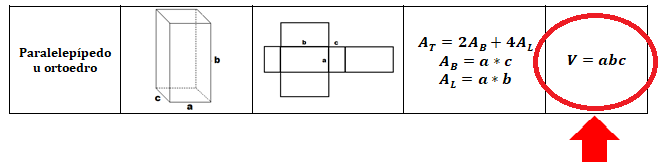 Paralelepípedo
u ortoedro
b
c
a
b
c
a
A_T = 2A_B + 4A_L
A_B = a * c
A_L = a * b
V = abc